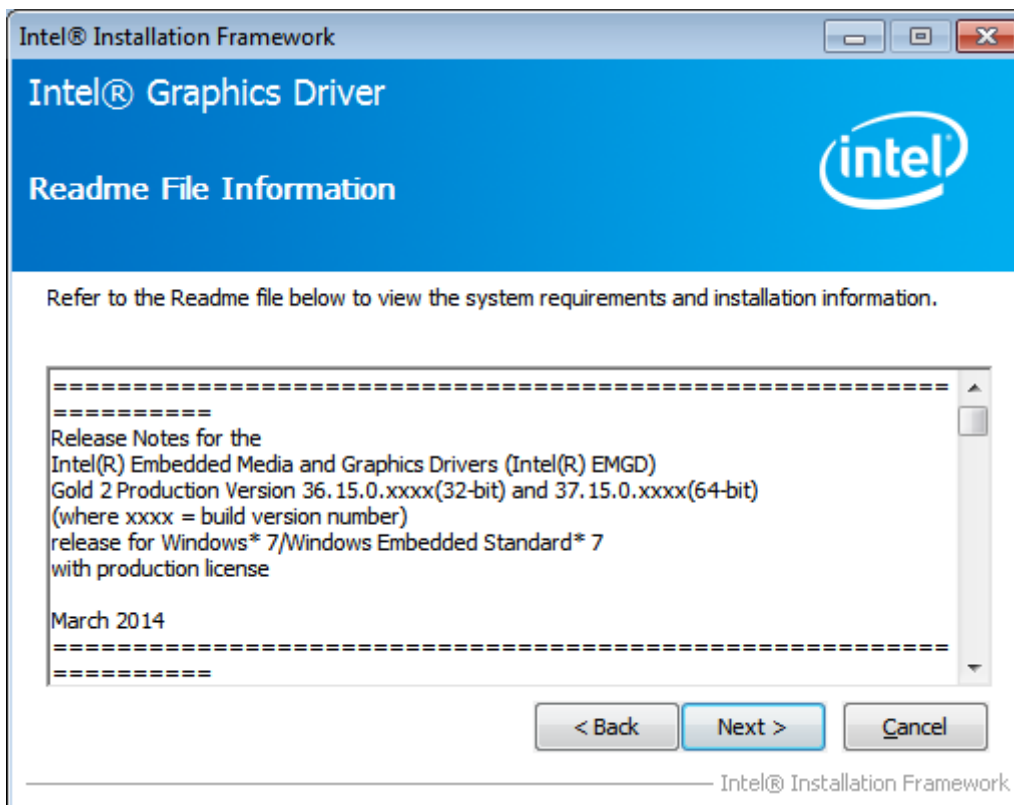 Intel® Installation Framework
Intel® Graphics Driver
intel®
Readme File Information
Refer to the Readme file below to view the system requirements and installation information.
========================================================
==========
Release Notes for the
Intel(R) Embedded Media and Graphics Drivers (Intel(R) EMGD)
Gold 2 Production Version 36.15.0.xxxx(32-bit) and 37.15.0.xxxx(64-bit)
(where xxxx = build version number)
release for Windows* 7/Windows Embedded Standard* 7
with production license
March 2014
========================================================
==========
< Back
Next >
Cancel
Intel® Installation Framework